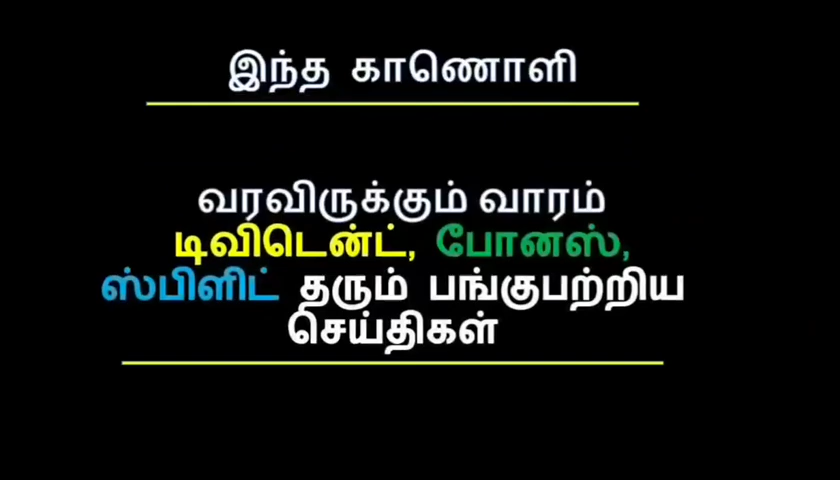 இந்த காணொளி
வரவிருக்கும் வாரம்
டிவிடென்ட், போனஸ்,
ஸ்பிளிட் தரும் பங்குபற்றிய
செய்திகள்